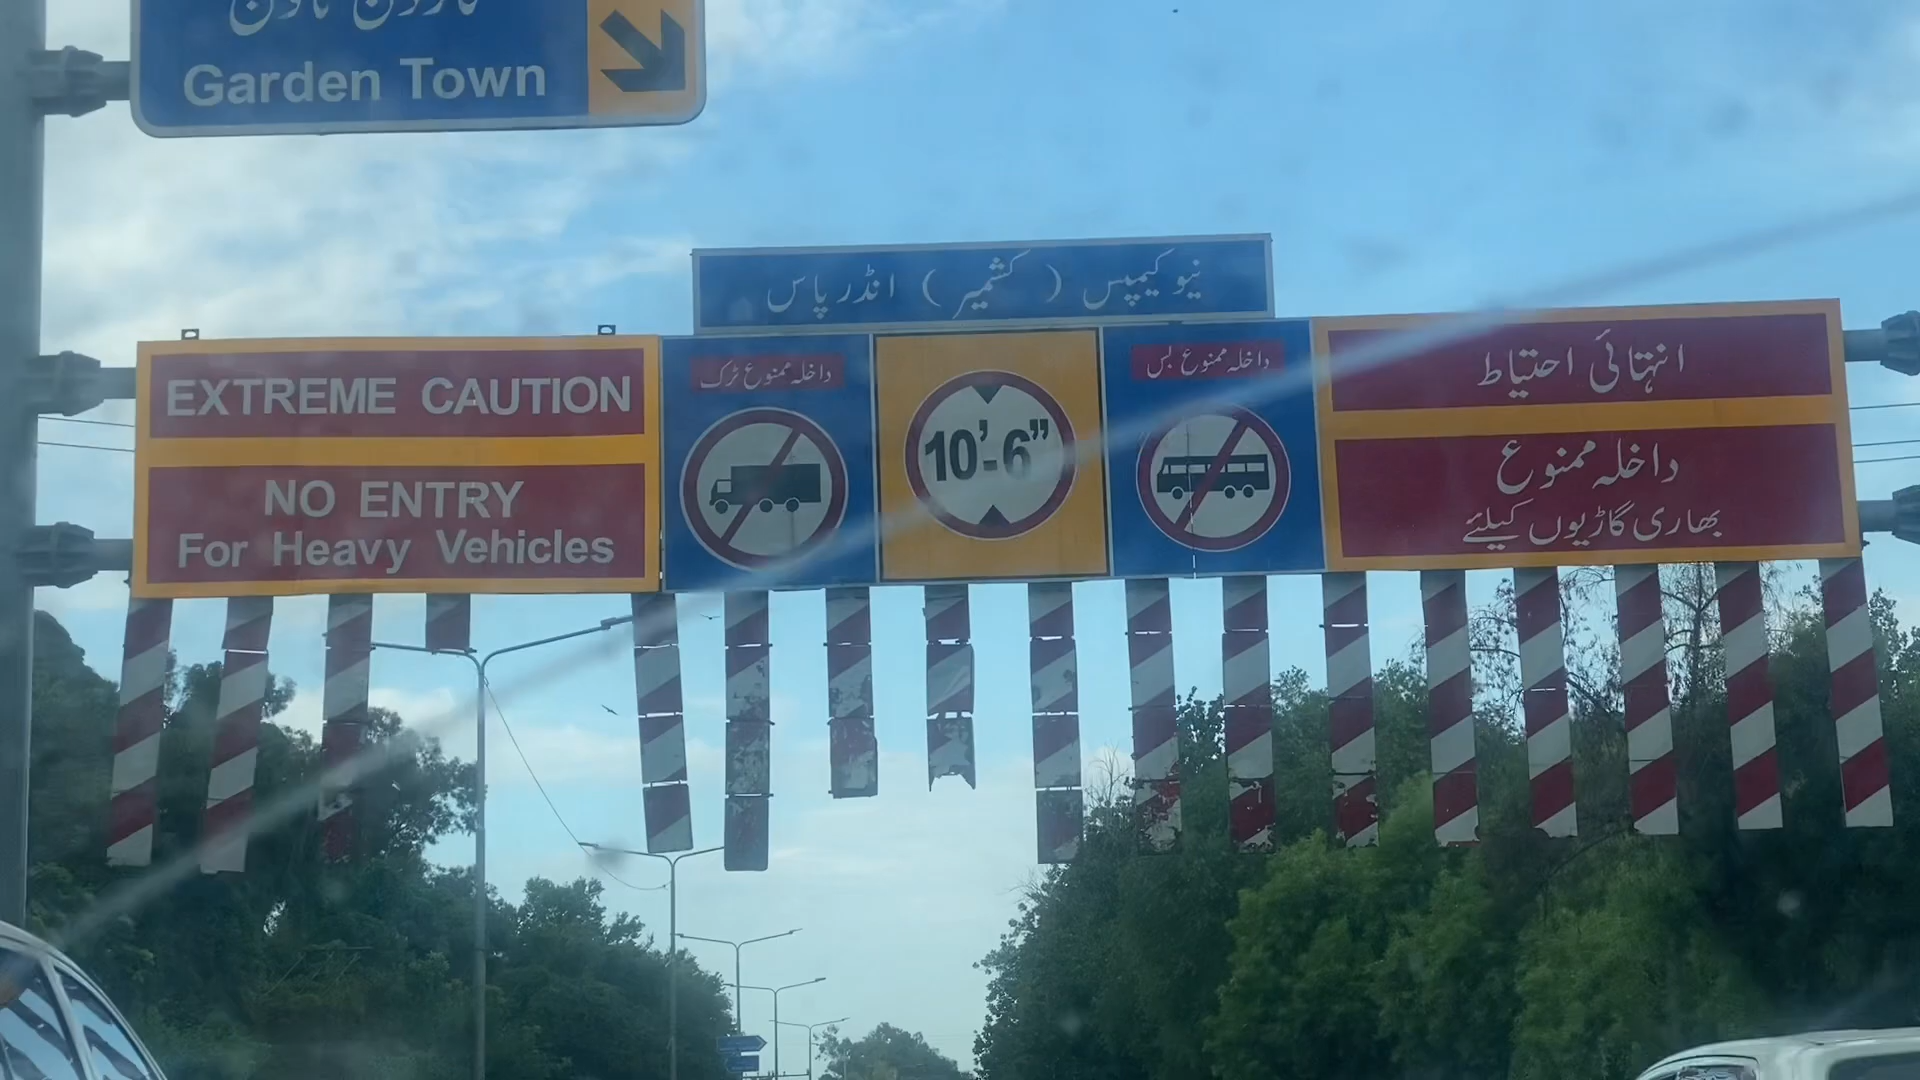 گارڈن ٹاؤن
Garden Town
نیو کیمپس (کشمیر) انڈر پاس
EXTREME CAUTION
NO ENTRY
For Heavy Vehicles
داخلہ ممنوع ٹرک
10'-6"
داخلہ ممنوع بس
انتہائی احتیاط
داخلہ ممنوع
بھاری گاڑیوں کیلئے